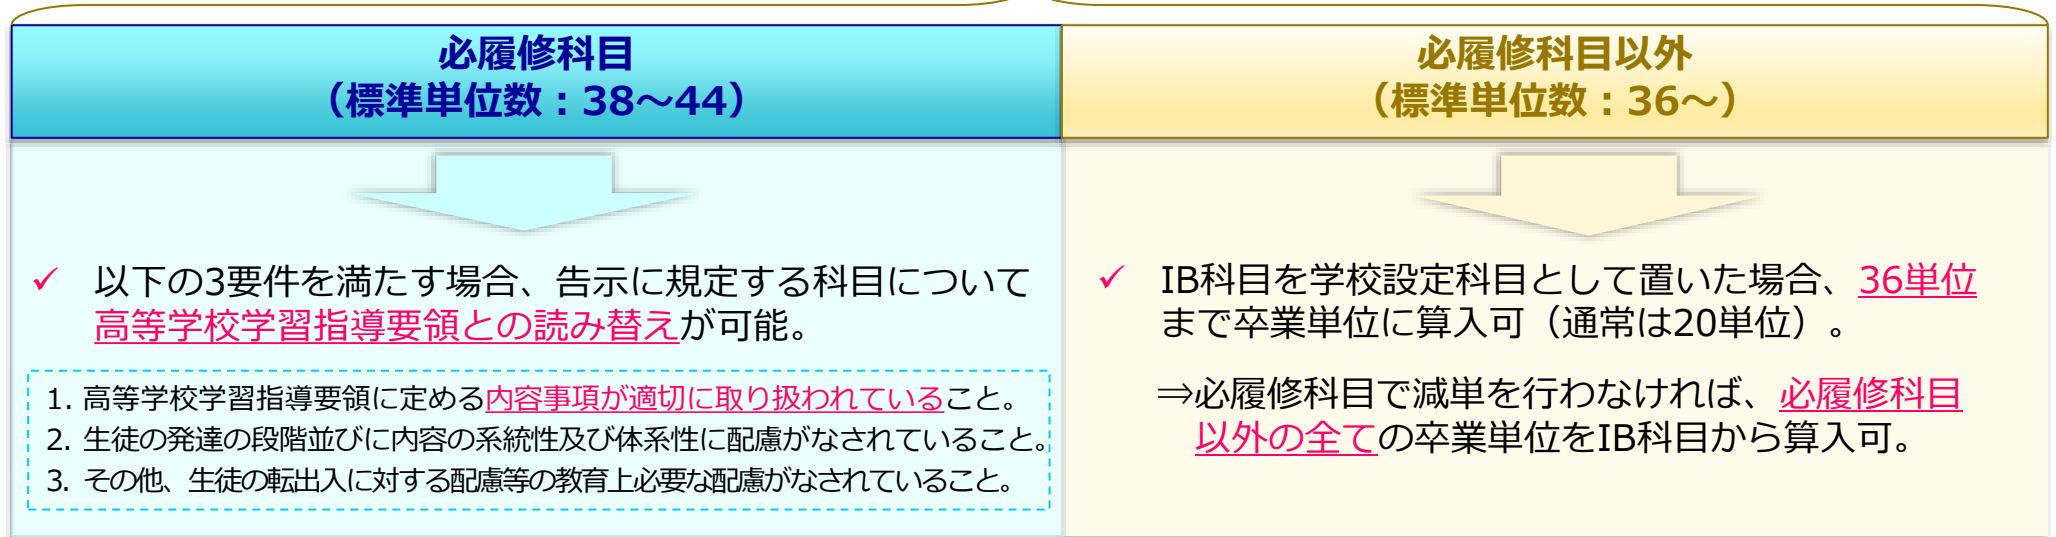 必履修科目
（標準単位数：38～44）
✓ 以下の3要件を満たす場合、告示に規定する科目について
高等学校学習指導要領との読み替えが可能。
1. 高等学校学習指導要領に定める内容事項が適切に取り扱われていること。
2. 生徒の発達の段階並びに内容の系統性及び体系性に配慮がなされていること。
3. その他、生徒の転出入に対する配慮等の教育上必要な配慮がなされていること。
必履修科目以外
（標準単位数：36～）
✓ IB科目を学校設定科目として置いた場合、36単位
まで卒業単位に算入可（通常は20単位）。
⇒必履修科目で減単を行わなければ、必履修科目
以外の全ての卒業単位をIB科目から算入可。